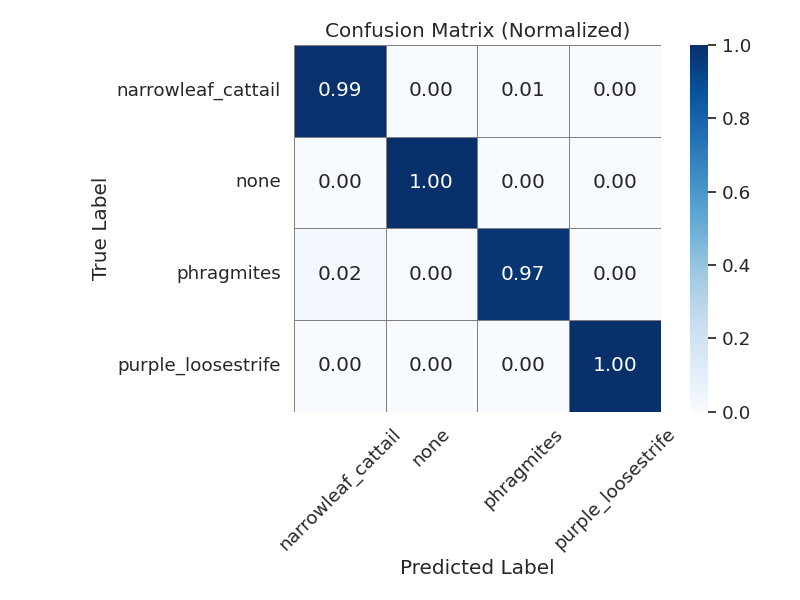 Confusion Matrix (Normalized)
True Label
narrowleaf_cattail 0.99 0.00 0.01 0.00
none 0.00 1.00 0.00 0.00
phragmites 0.02 0.00 0.97 0.00
purple_loosestrife 0.00 0.00 0.00 1.00
narrowleaf_cattail none phragmites purple_loosestrife
Predicted Label
1.0
0.8
0.6
0.4
0.2
0.0